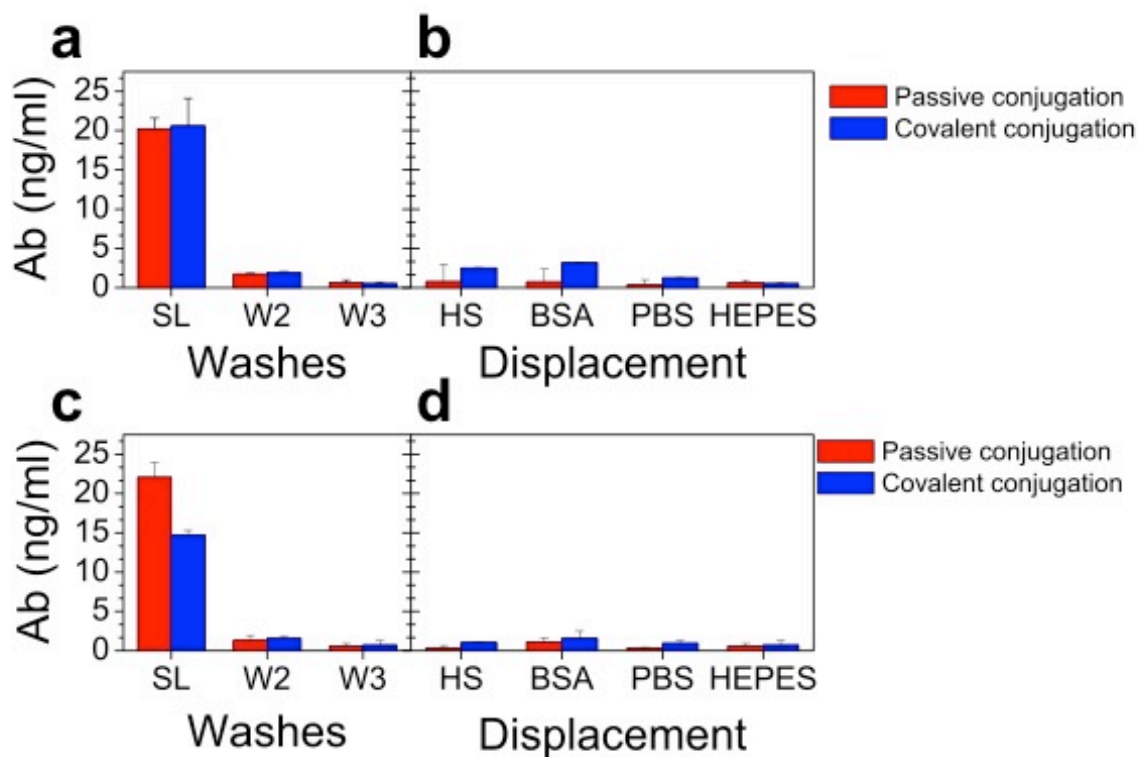 a
b
Ab (ng/ml)
25
20
15
10
5
0
SL W2 W3
HS BSA PBS HEPES
Washes
Displacement
Passive conjugation
Covalent conjugation
c
d
Ab (ng/ml)
25
20
15
10
5
0
SL W2 W3
HS BSA PBS HEPES
Washes
Displacement
Passive conjugation
Covalent conjugation